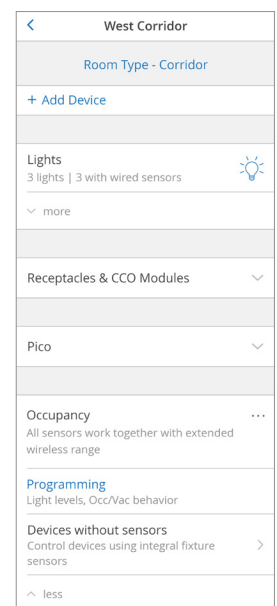 West Corridor
Room Type - Corridor
+ Add Device
Lights
3 lights | 3 with wired sensors
more
Receptacles & CCO Modules
Pico
Occupancy
...
All sensors work together with extended
wireless range
Programming
Light levels, Occ/Vac behavior
Devices without sensors
Control devices using integral fixture
sensors
less